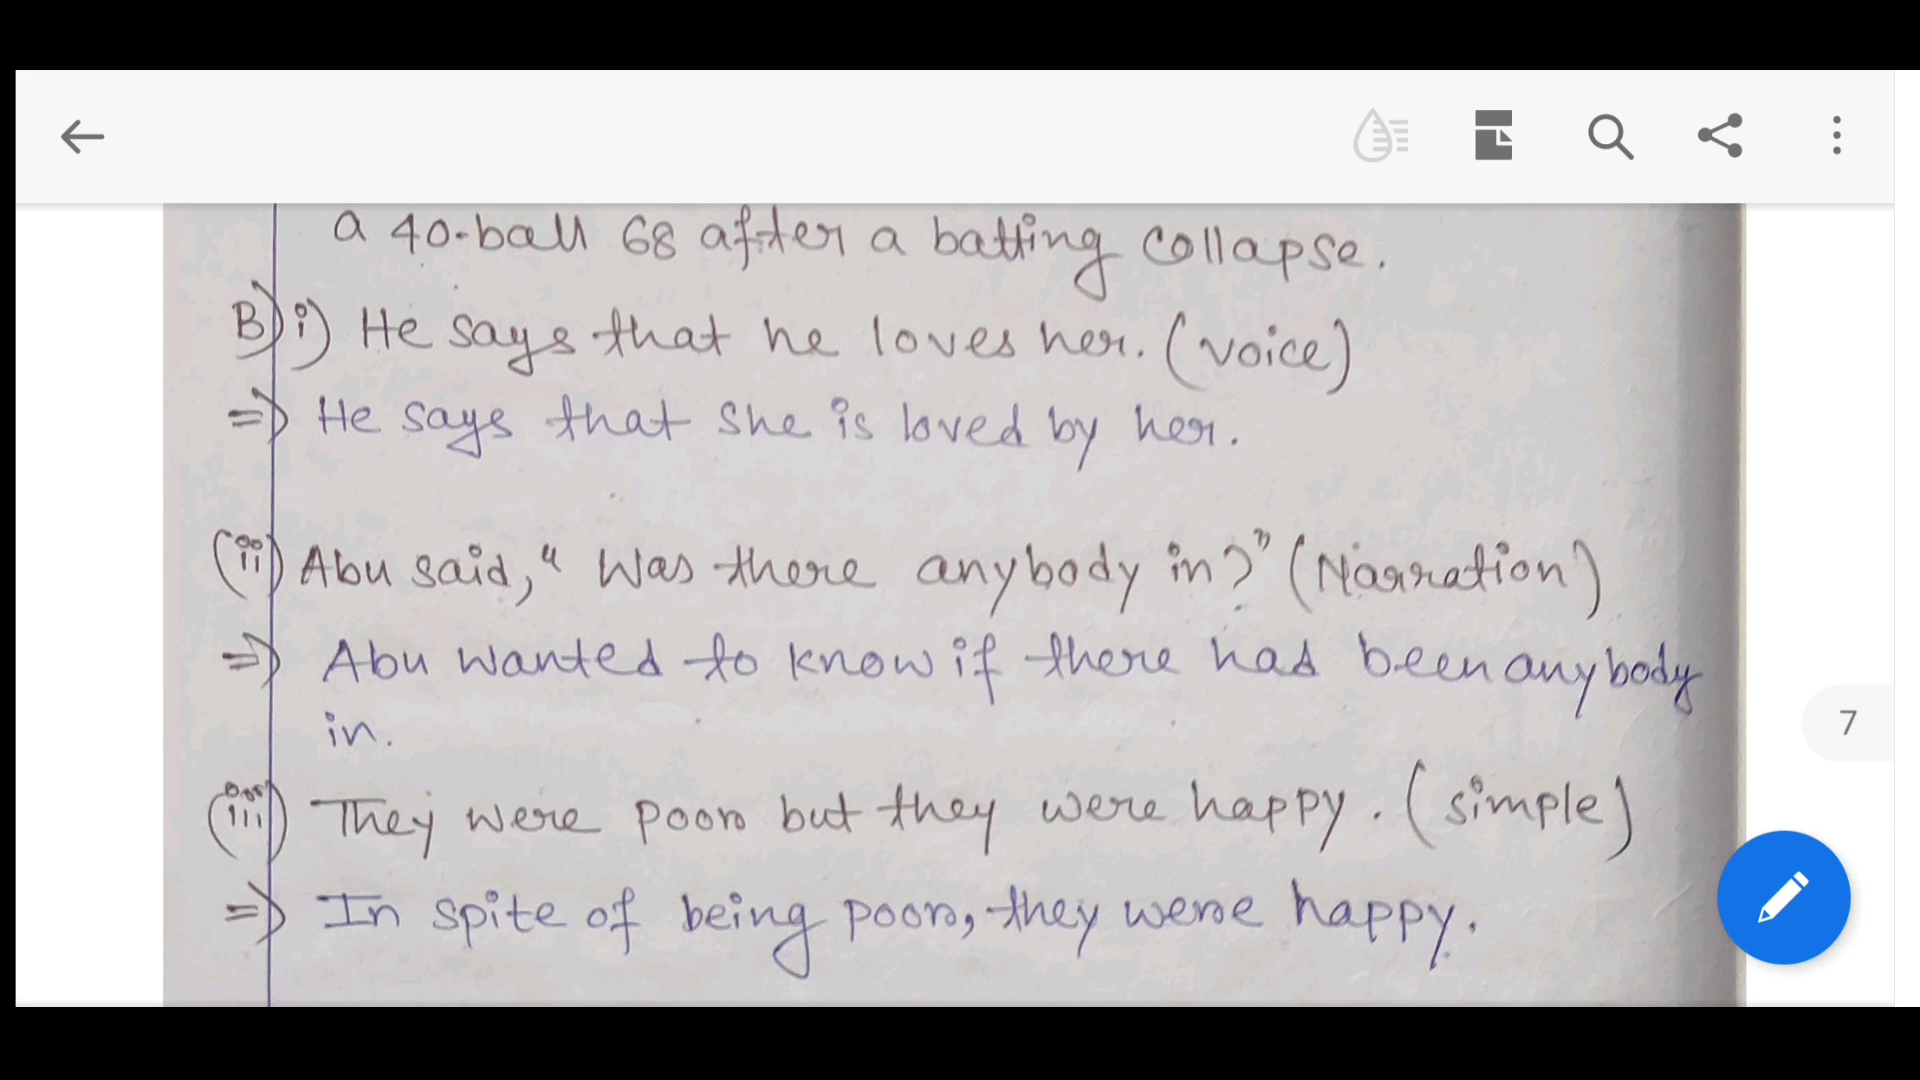 a 40-ball 68 after a batting collapse.
B) i) He says that he loves her. (voice)
=> He says that she is loved by her.
(ii) Abu said, "Was there anybody in?" (Narration)
=> Abu wanted to know if there had been anybody
in.
7
(iii) They were poor but they were happy. (simple)
=> In spite of being poor, they were happy.